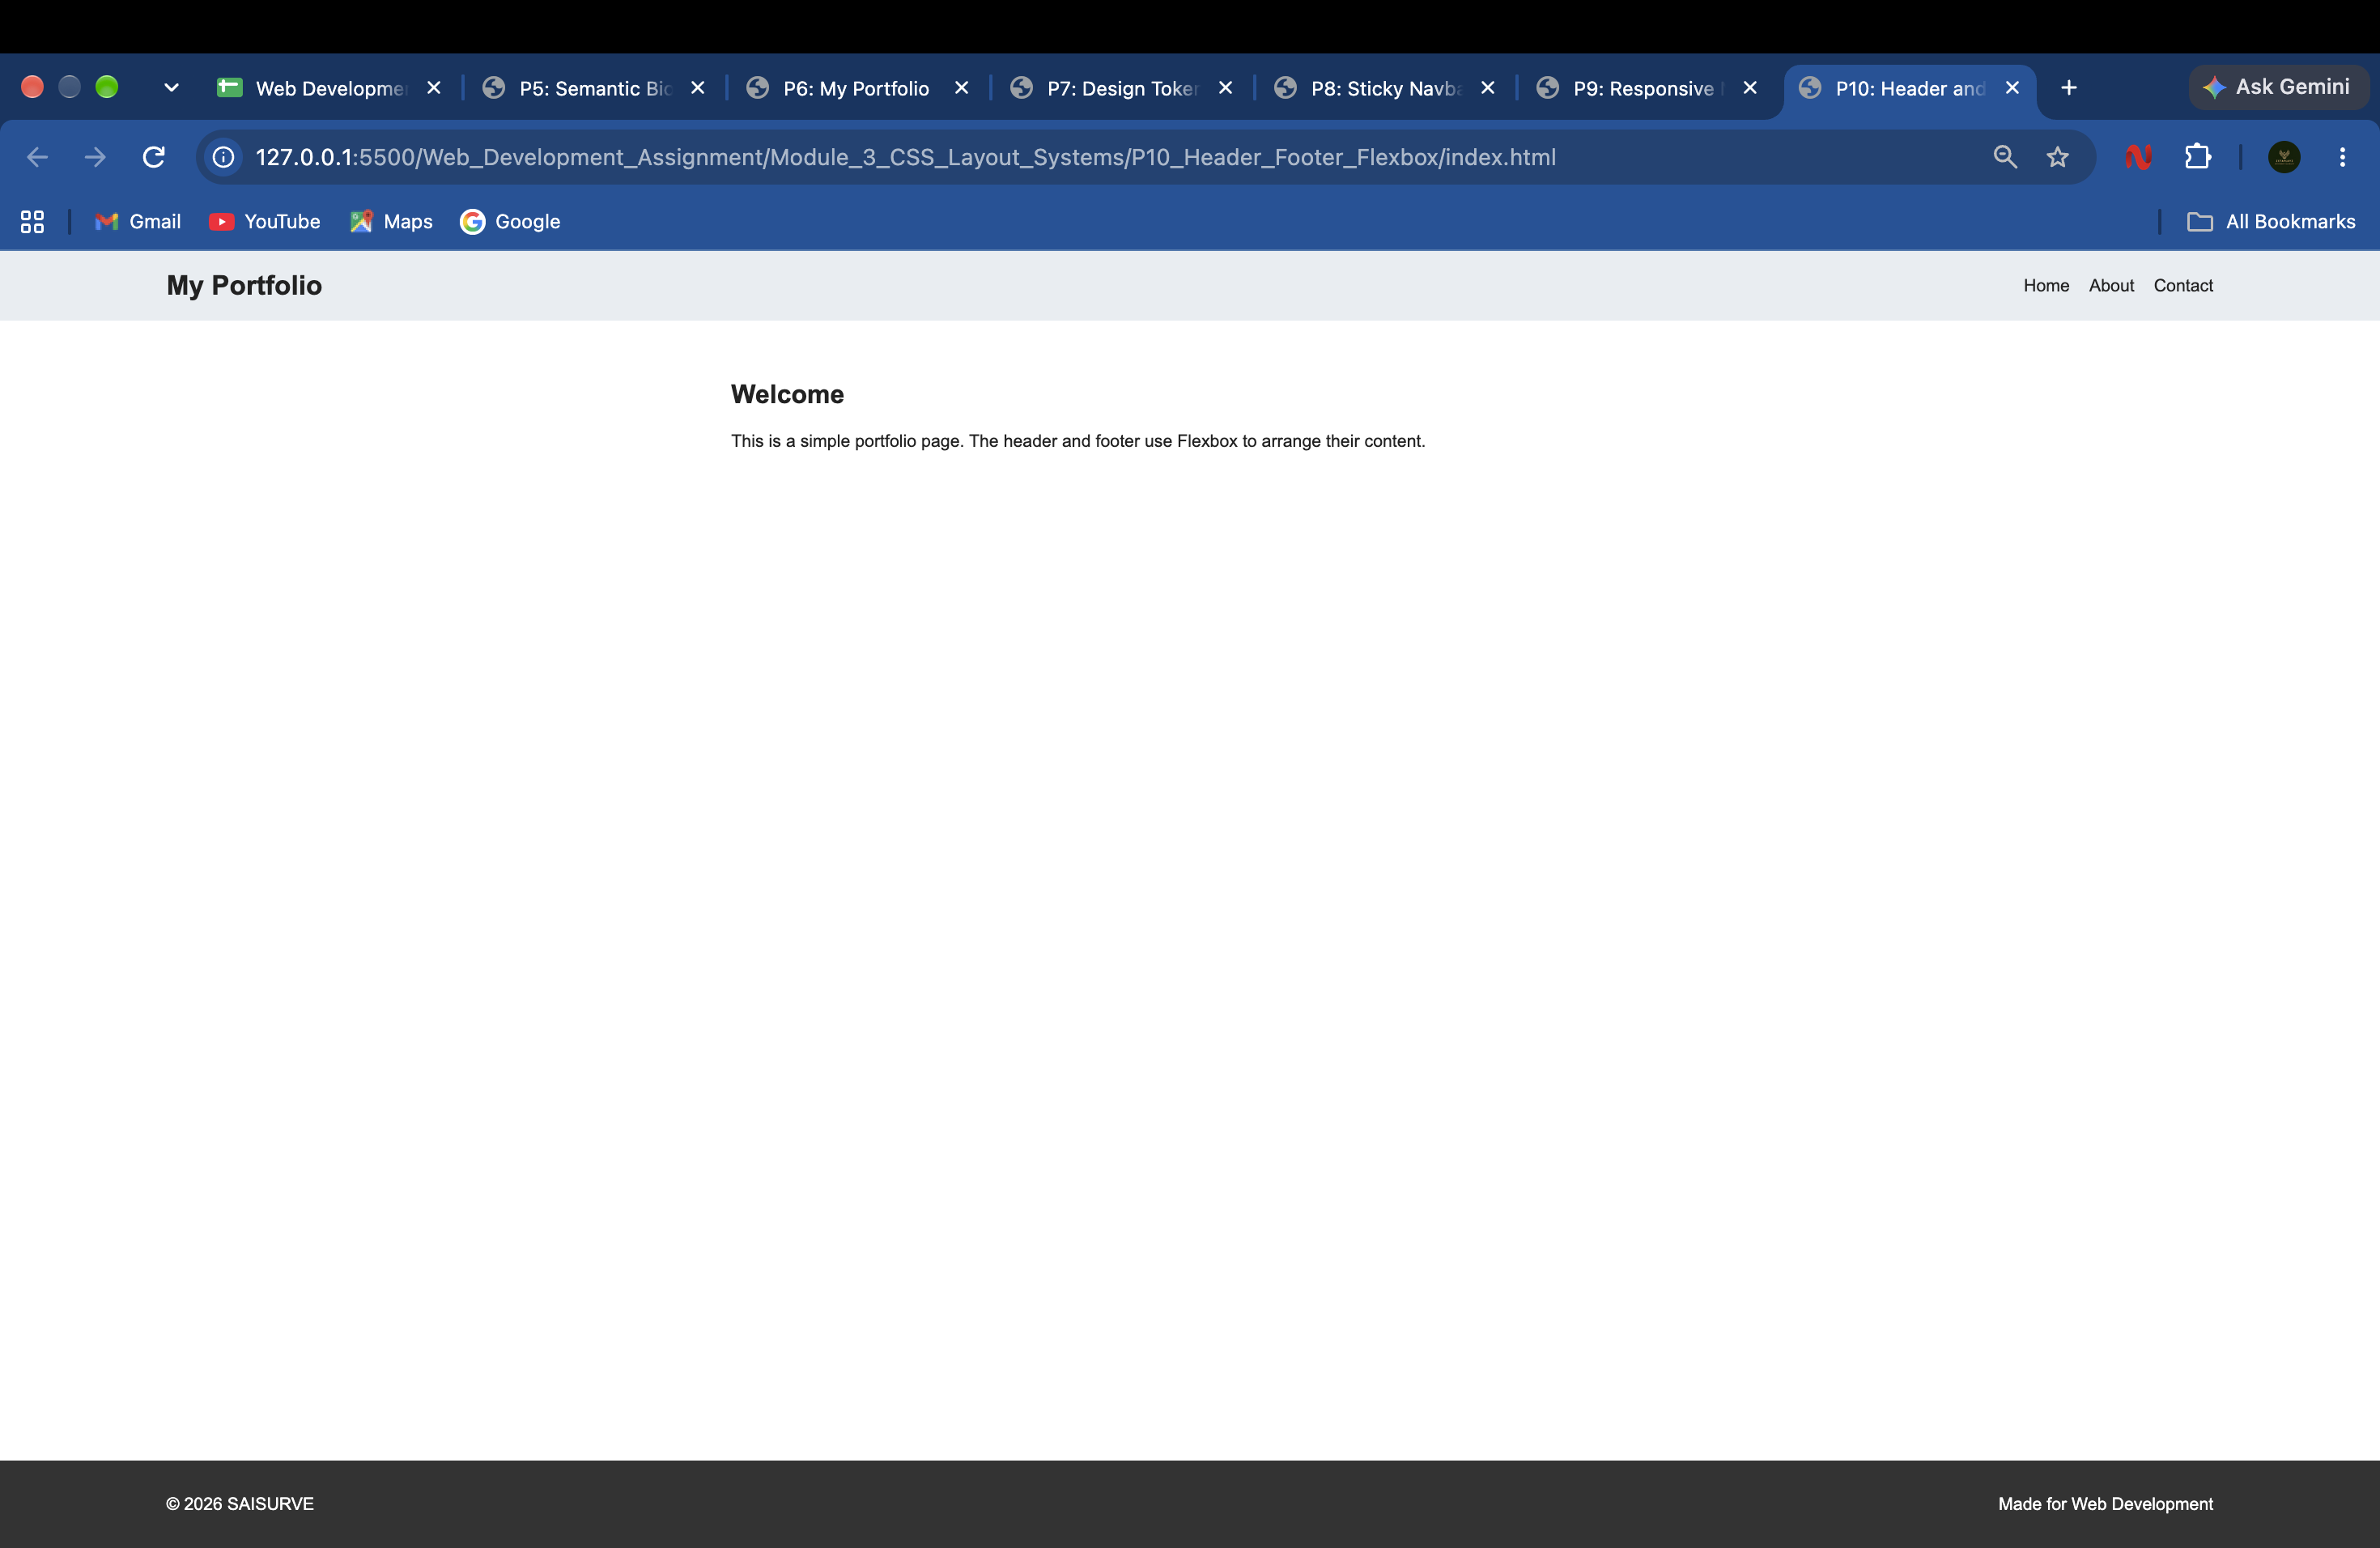 Web Developme
P5: Semantic Bio
P6: My Portfolio
P7: Design Token
P8: Sticky Navba
P9: Responsive
P10: Header and
Ask Gemini
127.0.0.1:5500/Web_Development_Assignment/Module_3_CSS_Layout_Systems/P10_Header_Footer_Flexbox/index.html
Gmail YouTube Maps Google All Bookmarks
My Portfolio Home About Contact
Welcome
This is a simple portfolio page. The header and footer use Flexbox to arrange their content.
© 2026 SAISURVE Made for Web Development